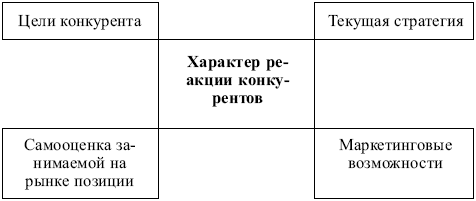 Цели конкурента
Текущая стратегия
Характер ре-
акции конку-
рентов
Самооценка за-
нимаемой на
рынке позиции
Маркетинговые
возможности